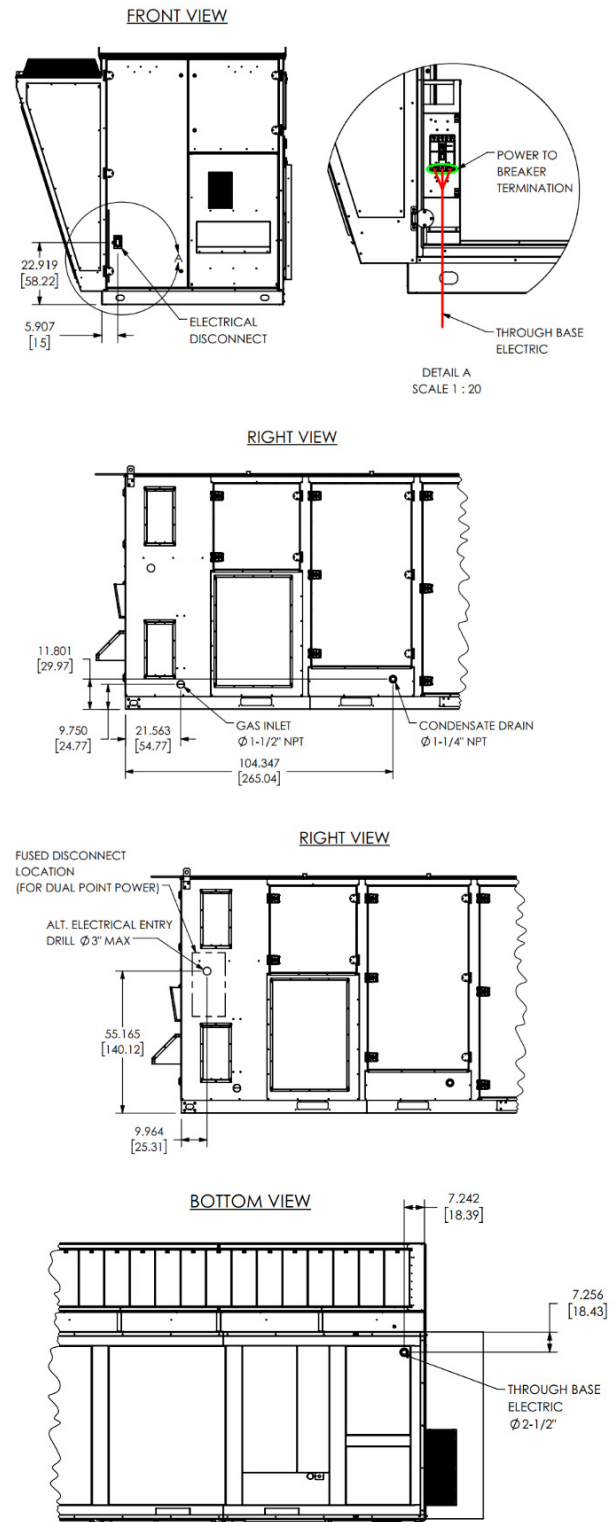 FRONT VIEW
POWER TO
BREAKER
TERMINATION
A
22.919
[58.22]
5.907
[15]
ELECTRICAL
DISCONNECT
THROUGH BASE
ELECTRIC
DETAIL A
SCALE 1 : 20
RIGHT VIEW
11.801
[29.97]
9.750
[24.77]
21.563
[54.77]
GAS INLET
Ø 1-1/2" NPT
CONDENSATE DRAIN
Ø 1-1/4" NPT
104.347
[265.04]
RIGHT VIEW
FUSED DISCONNECT
LOCATION
(FOR DUAL POINT POWER)
ALT. ELECTRICAL ENTRY
DRILL Ø 3" MAX
55.165
[140.12]
9.964
[25.31]
BOTTOM VIEW
7.242
[18.39]
7.256
[18.43]
THROUGH BASE
ELECTRIC
Ø 2-1/2"